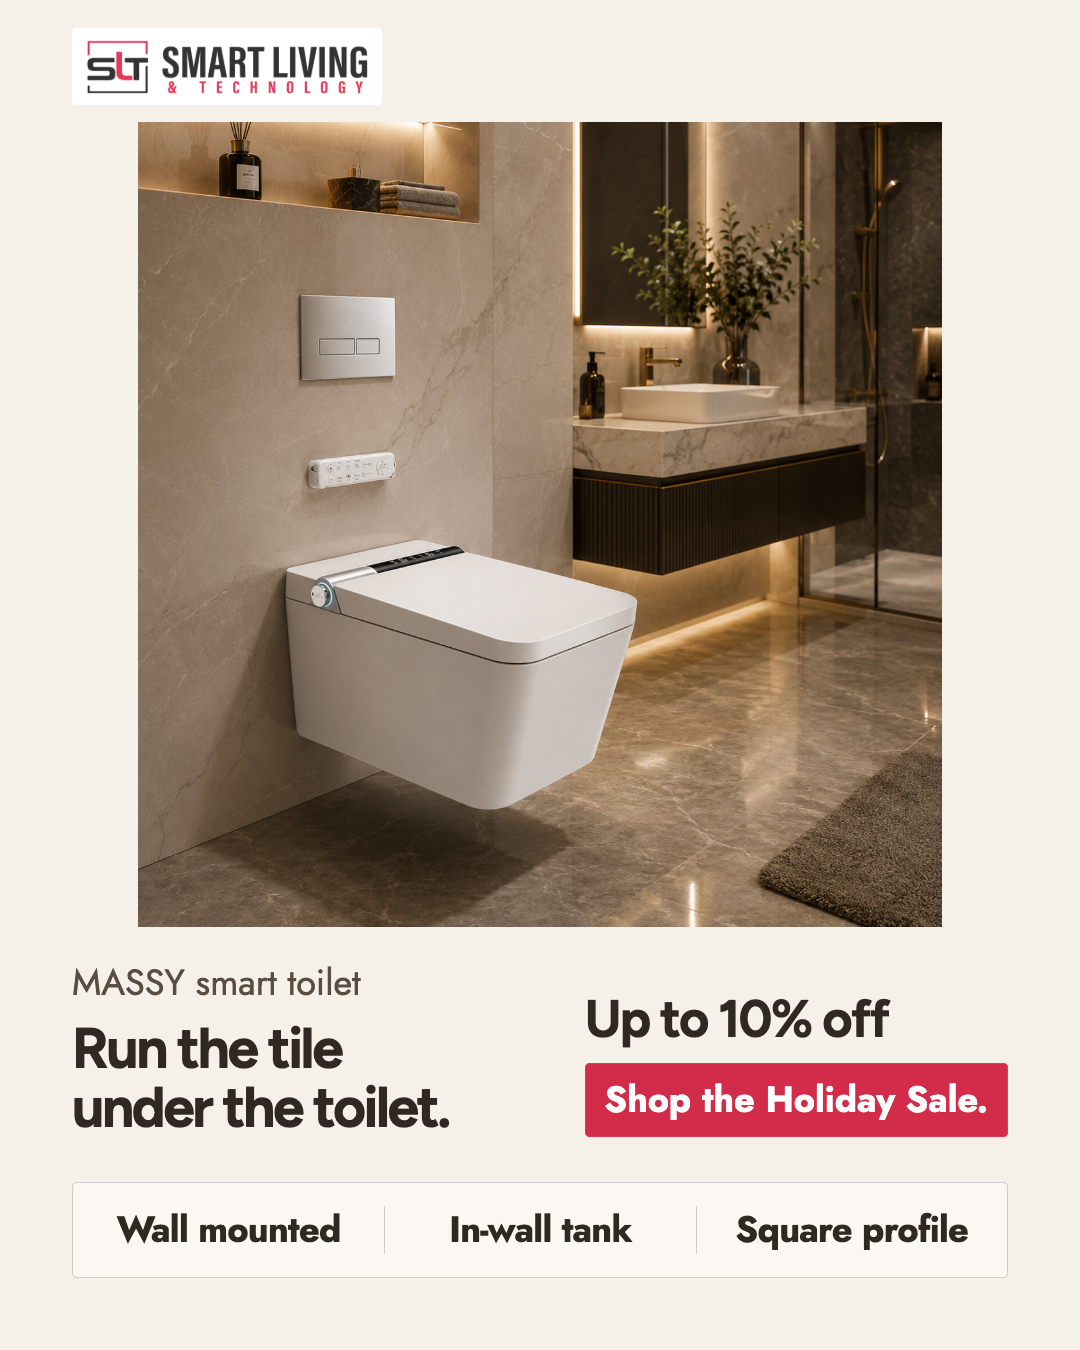 SLT SMART LIVING
& TECHNOLOGY
MASSY smart toilet
Run the tile
under the toilet.
Up to 10% off
Shop the Holiday Sale.
Wall mounted
In-wall tank
Square profile